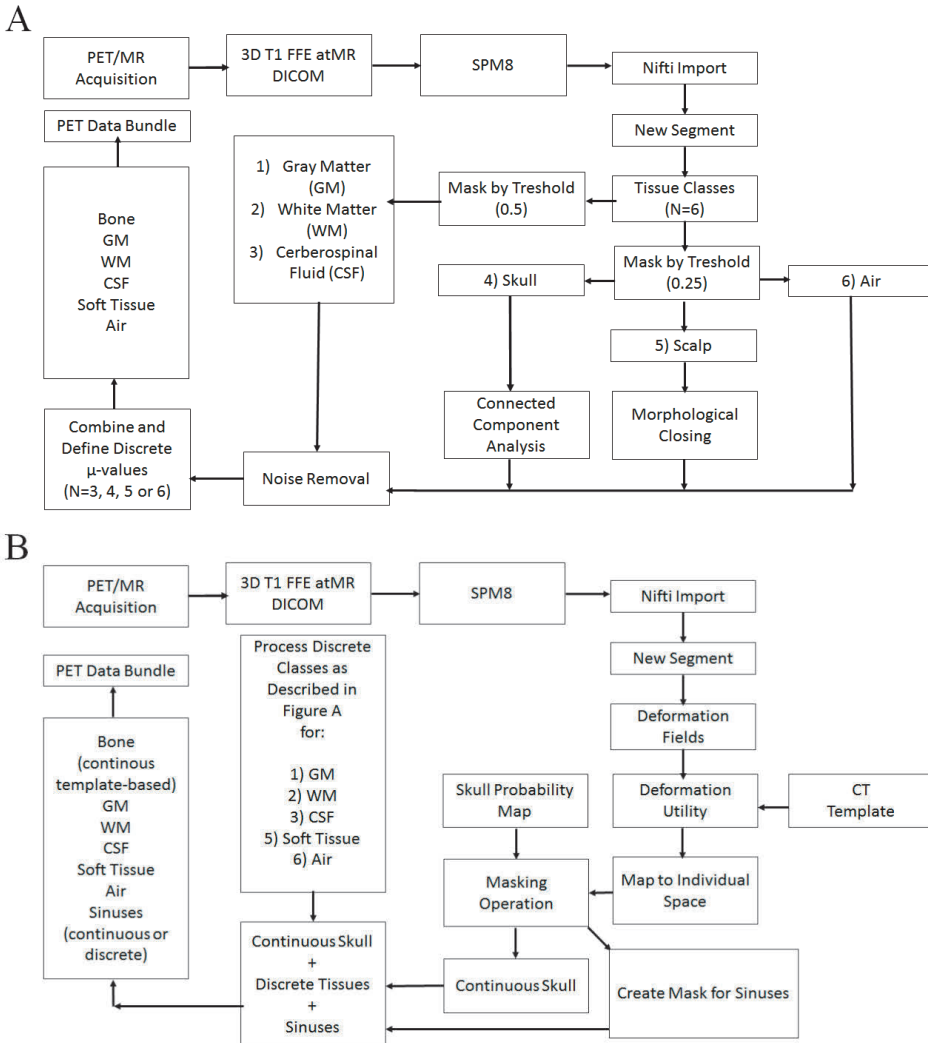 A
PET/MR
Acquisition
3D T1 FFE atMR
DICOM
SPM8
Nifti Import
PET Data Bundle
New Segment
1) Gray Matter
(GM)
2) White Matter
(WM)
3) Cerberospinal
Fluid (CSF)
Mask by Treshold
(0.5)
Tissue Classes
(N=6)
Bone
GM
WM
CSF
Soft Tissue
Air
4) Skull
Mask by Treshold
(0.25)
6) Air
5) Scalp
Combine and
Define Discrete
μ-values
(N=3, 4, 5 or 6)
Noise Removal
Connected
Component
Analysis
Morphological
Closing
B
PET/MR
Acquisition
3D T1 FFE atMR
DICOM
SPM8
Nifti Import
PET Data Bundle
Process Discrete
Classes as
Described in
Figure A
for:
1) GM
2) WM
3) CSF
5) Soft Tissue
6) Air
New Segment
Deformation
Fields
Bone
(continous
template-based)
GM
WM
CSF
Soft Tissue
Air
Sinuses
(continuous or
discrete)
Skull Probability
Map
Deformation
Utility
CT
Template
Masking
Operation
Map to Individual
Space
Continuous Skull
+
Discrete Tissues
+
Sinuses
Continuous Skull
Create Mask for Sinuses